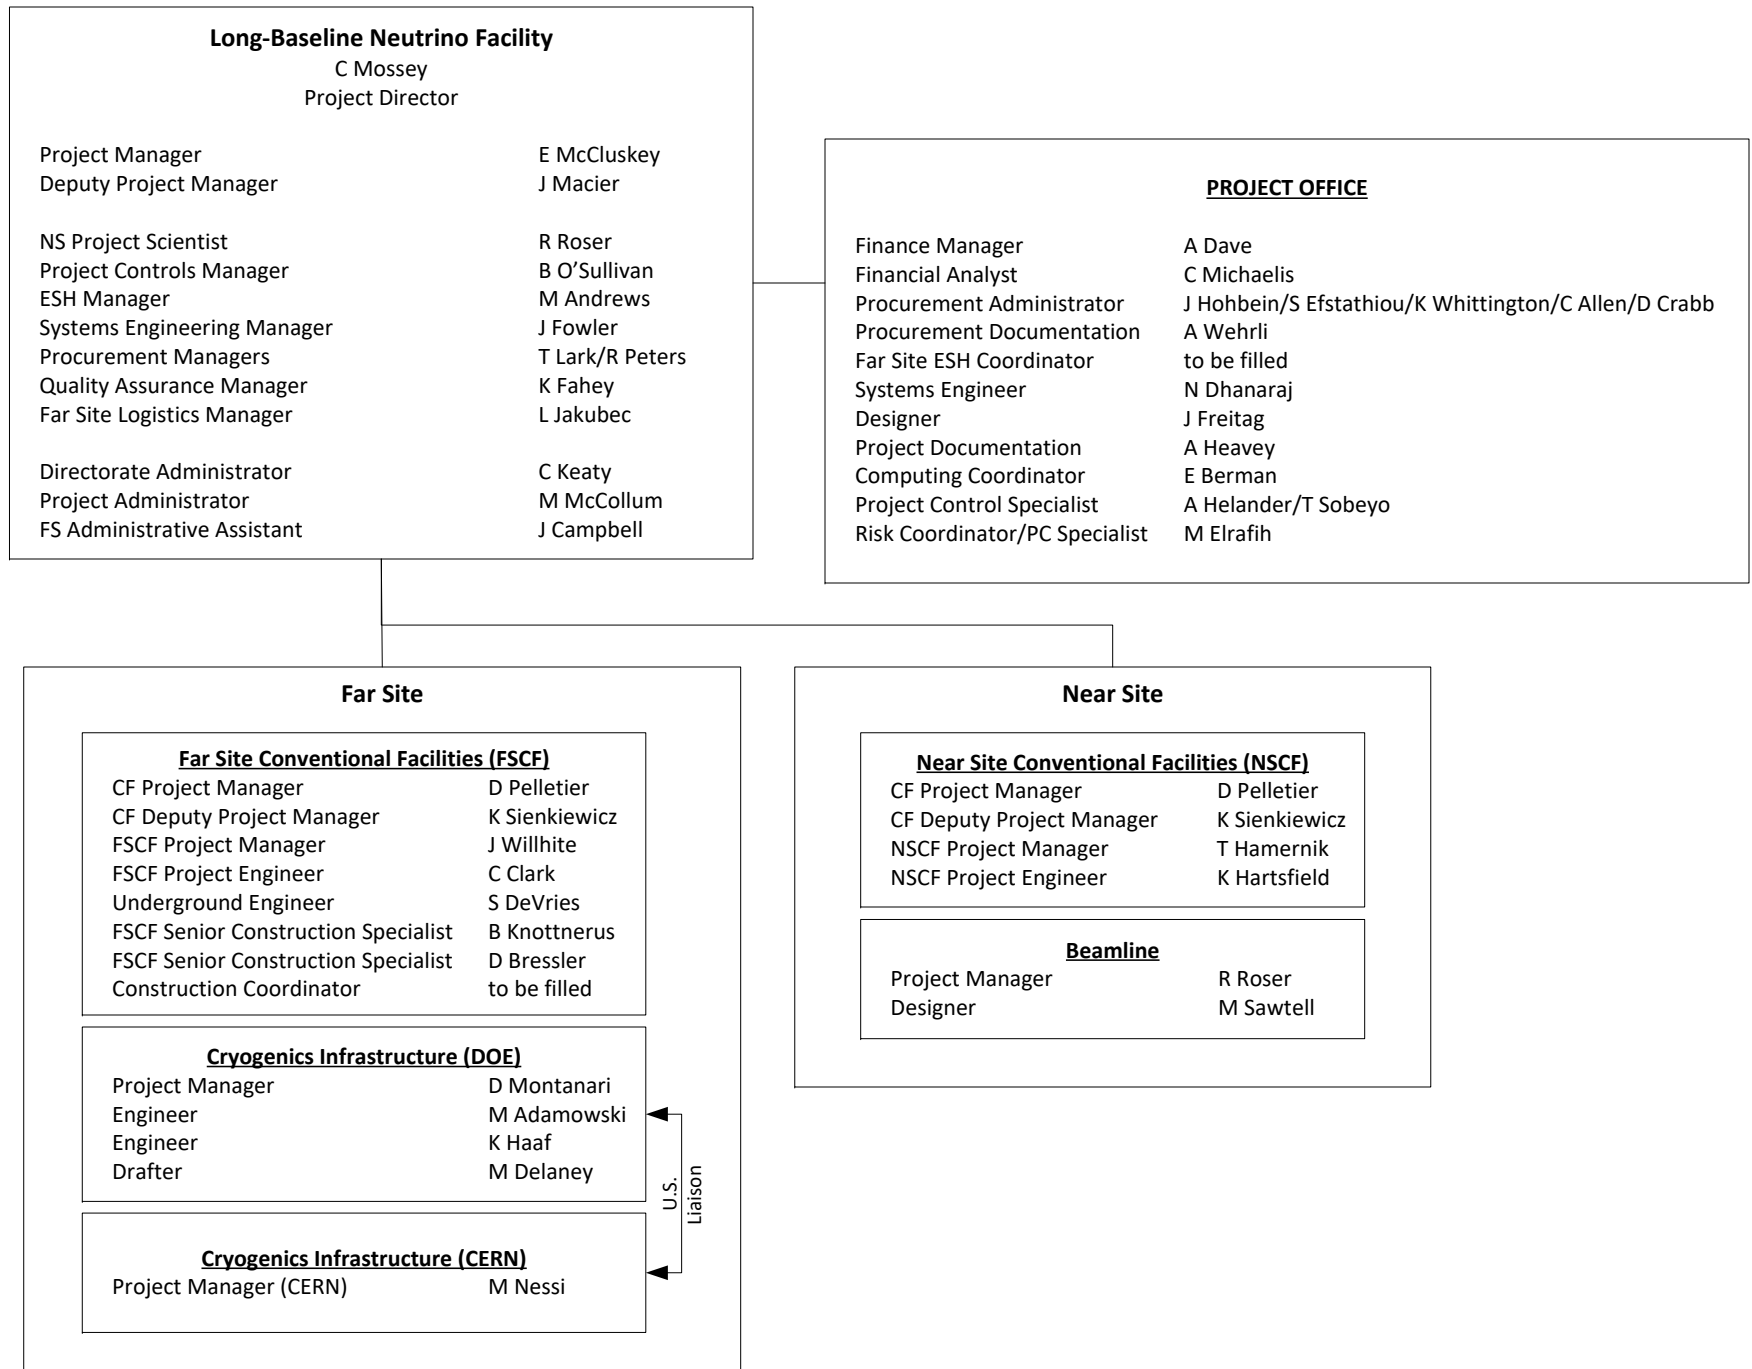 Long-Baseline Neutrino Facility
C Mossey
Project Director
Project Manager E McCluskey
Deputy Project Manager J Macier
NS Project Scientist R Roser
Project Controls Manager B O’Sullivan
ESH Manager M Andrews
Systems Engineering Manager J Fowler
Procurement Managers T Lark/R Peters
Quality Assurance Manager K Fahey
Far Site Logistics Manager L Jakubec
Directorate Administrator C Keaty
Project Administrator M McCollum
FS Administrative Assistant J Campbell
PROJECT OFFICE
Finance Manager A Dave
Financial Analyst C Michaelis
Procurement Administrator J Hohbein/S Efstathiou/K Whittington/C Allen/D Crabb
Procurement Documentation A Wehrli
Far Site ESH Coordinator to be filled
Systems Engineer N Dhanaraj
Designer J Freitag
Project Documentation A Heavey
Computing Coordinator E Berman
Project Control Specialist A Helander/T Sobeyo
Risk Coordinator/PC Specialist M Elrafih
Far Site
Far Site Conventional Facilities (FSCF)
CF Project Manager D Pelletier
CF Deputy Project Manager K Sienkiewicz
FSCF Project Manager J Willhite
FSCF Project Engineer C Clark
Underground Engineer S DeVries
FSCF Senior Construction Specialist B Knottnerus
FSCF Senior Construction Specialist D Bressler
Construction Coordinator to be filled
Cryogenics Infrastructure (DOE)
Project Manager D Montanari
Engineer M Adamowski
Engineer K Haaf
Drafter M Delaney
U.S.
Liaison
Cryogenics Infrastructure (CERN)
Project Manager (CERN) M Nessi
Near Site
Near Site Conventional Facilities (NSCF)
CF Project Manager D Pelletier
CF Deputy Project Manager K Sienkiewicz
NSCF Project Manager T Hamernik
NSCF Project Engineer K Hartsfield
Beamline
Project Manager R Roser
Designer M Sawtell